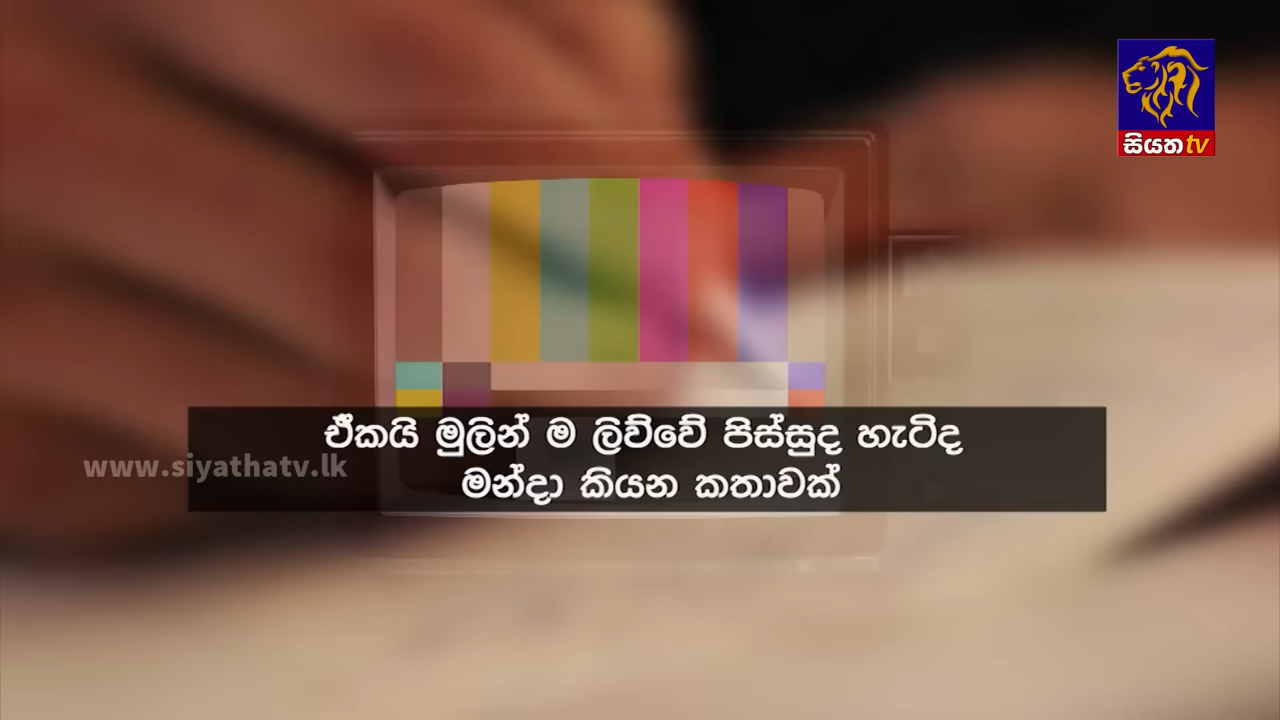 සියත tv
ඒකයි මුලින් ම ලිව්වේ පිස්සුද හැටිද
www.siyathatv.lk
මන්දා කියන කතාවක්